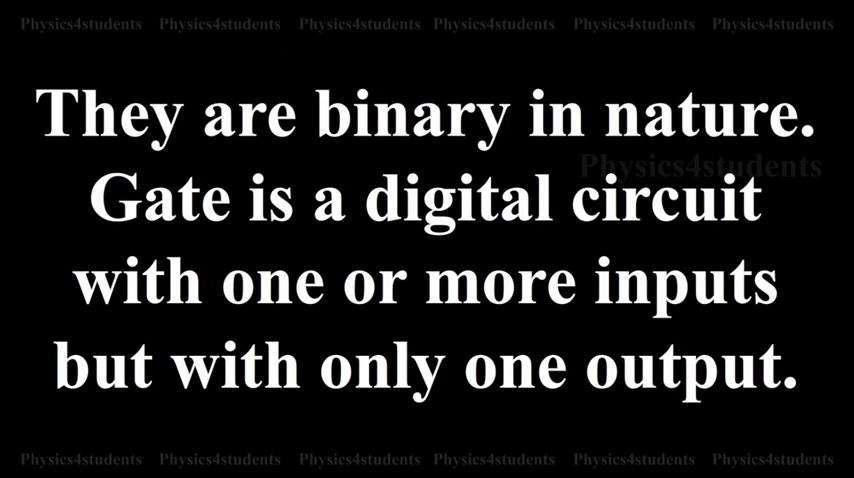 Physics4students Physics4students Physics4students Physics4students Physics4students Physics4students
They are binary in nature.
Physics4students
Gate is a digital circuit
with one or more inputs
but with only one output.
Physics4students Physics4students Physics4students Physics4students Physics4students Physics4students